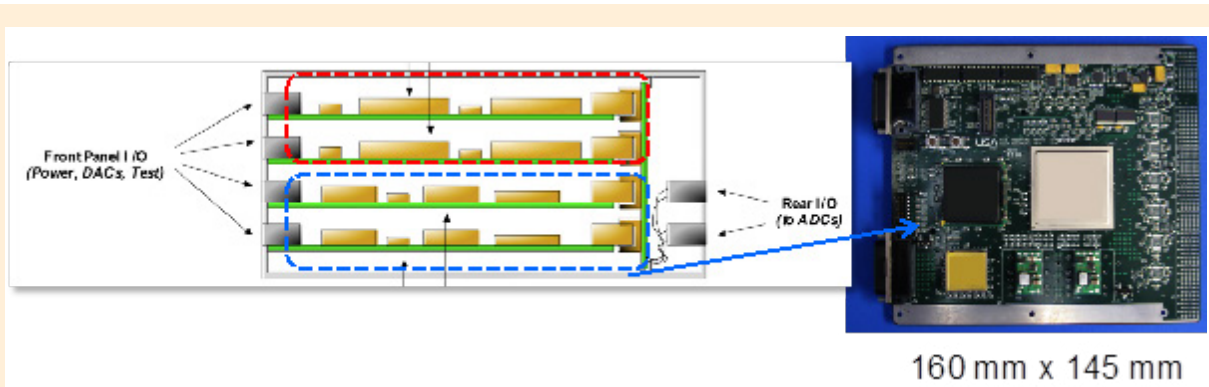 Front Panel I/O
(Power, DACs, Test)
Rear I/O
(to ADCs)
160 mm x 145 mm